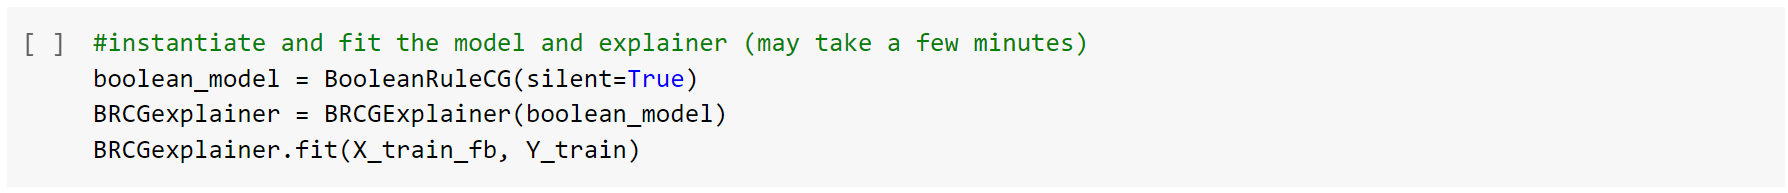 [ ] #instantiate and fit the model and explainer (may take a few minutes)
boolean_model = BooleanRuleCG(silent=True)
BRCGexplainer = BRCGExplainer(boolean_model)
BRCGexplainer.fit(X_train_fb, Y_train)